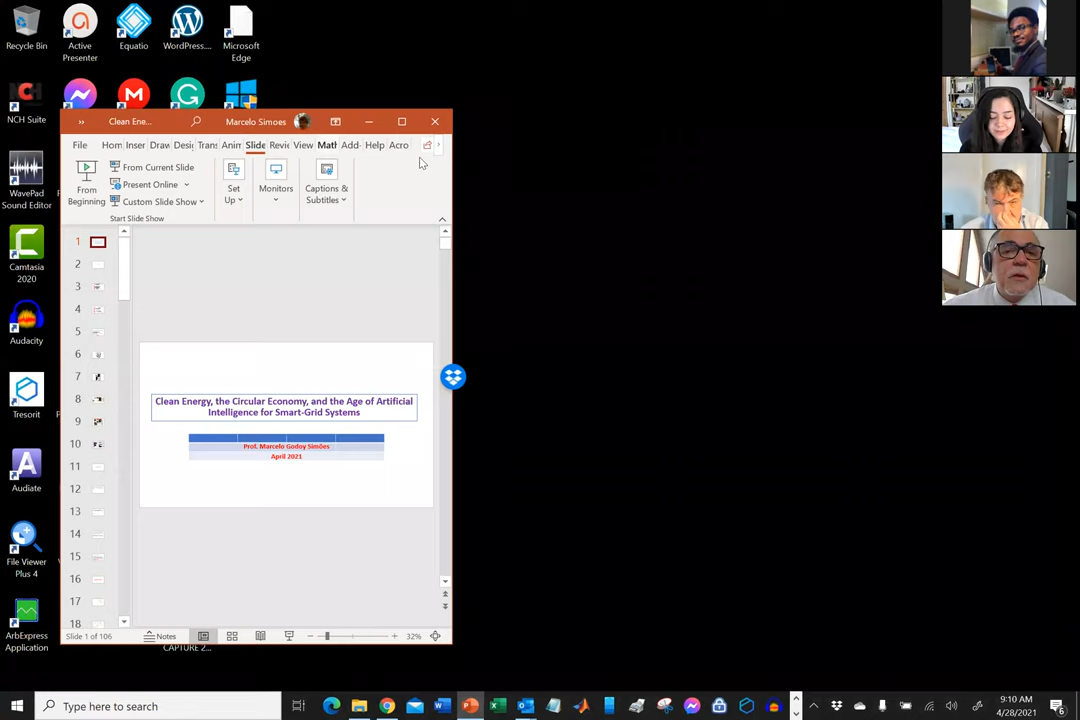 Recycle Bin
Active
Presenter
Equatio
WordPress....
Microsoft
Edge
NCH Suite
WavePad
Sound Editor
Camtasia
2020
Audacity
Tresorit
Audiate
File Viewer
Plus 4
ArbExpress
Application
Clean Ene...
Marcelo Simoes
File
Hom
Inser
Draw
Desig
Trans
Anim
Slide
Revie
View
Math
Add-
Help
Acro
From
Beginning
From Current Slide
Present Online
Custom Slide Show
Start Slide Show
Set
Up
Monitors
Captions &
Subtitles
1
2
3
4
5
6
7
8
9
10
11
12
13
14
15
16
17
18
Clean Energy, the Circular Economy, and the Age of Artificial
Intelligence for Smart-Grid Systems
Prof. Marcelo Godoy Simões
April 2021
Slide 1 of 106
Notes
32%
CAPTURE 2...
Type here to search
9:10 AM
4/28/2021
6